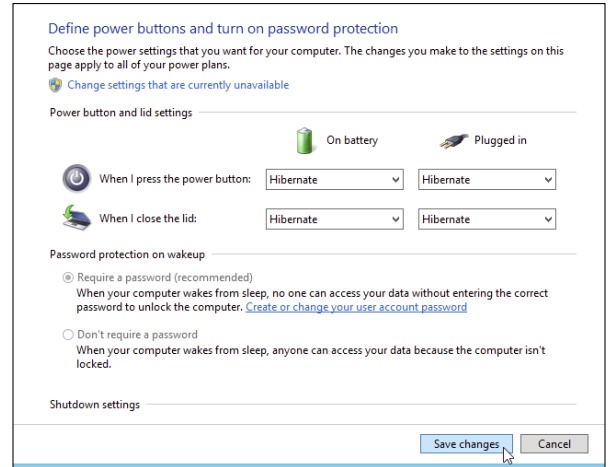 Define power buttons and turn on password protection
Choose the power settings that you want for your computer. The changes you make to the settings on this
page apply to all of your power plans.
Change settings that are currently unavailable
Power button and lid settings
On battery Plugged in
When I press the power button: Hibernate Hibernate
When I close the lid: Hibernate Hibernate
Password protection on wakeup
Require a password (recommended)
When your computer wakes from sleep, no one can access your data without entering the correct
password to unlock the computer. Create or change your user account password
Don't require a password
When your computer wakes from sleep, anyone can access your data because the computer isn't
locked.
Shutdown settings
Save changes Cancel